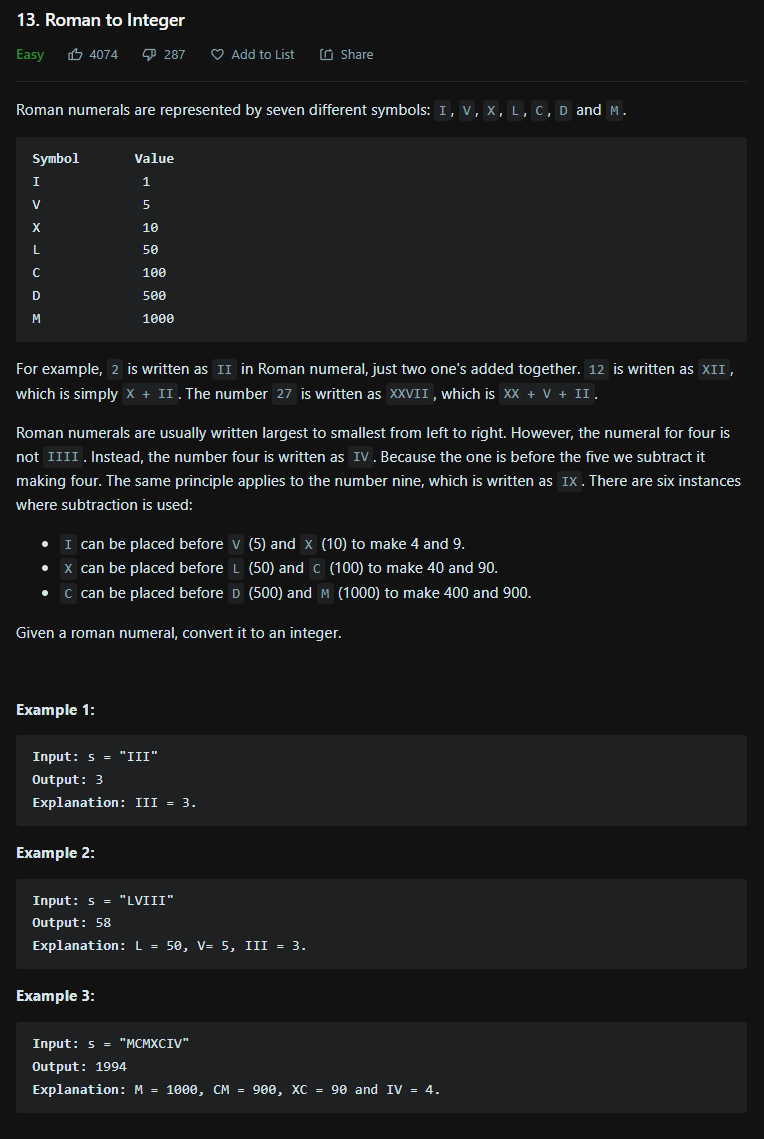 13. Roman to Integer
Easy 4074 287 Add to List Share
Roman numerals are represented by seven different symbols: I, V, X, L, C, D and M.
Symbol Value
I 1
V 5
X 10
L 50
C 100
D 500
M 1000
For example, 2 is written as II in Roman numeral, just two one's added together. 12 is written as XII,
which is simply X + II. The number 27 is written as XXVII, which is XX + V + II.
Roman numerals are usually written largest to smallest from left to right. However, the numeral for four is
not IIII. Instead, the number four is written as IV. Because the one is before the five we subtract it
making four. The same principle applies to the number nine, which is written as IX. There are six instances
where subtraction is used:
• I can be placed before V (5) and X (10) to make 4 and 9.
• X can be placed before L (50) and C (100) to make 40 and 90.
• C can be placed before D (500) and M (1000) to make 400 and 900.
Given a roman numeral, convert it to an integer.
Example 1:
Input: s = "III"
Output: 3
Explanation: III = 3.
Example 2:
Input: s = "LVIII"
Output: 58
Explanation: L = 50, V= 5, III = 3.
Example 3:
Input: s = "MCMXCIV"
Output: 1994
Explanation: M = 1000, CM = 900, XC = 90 and IV = 4.